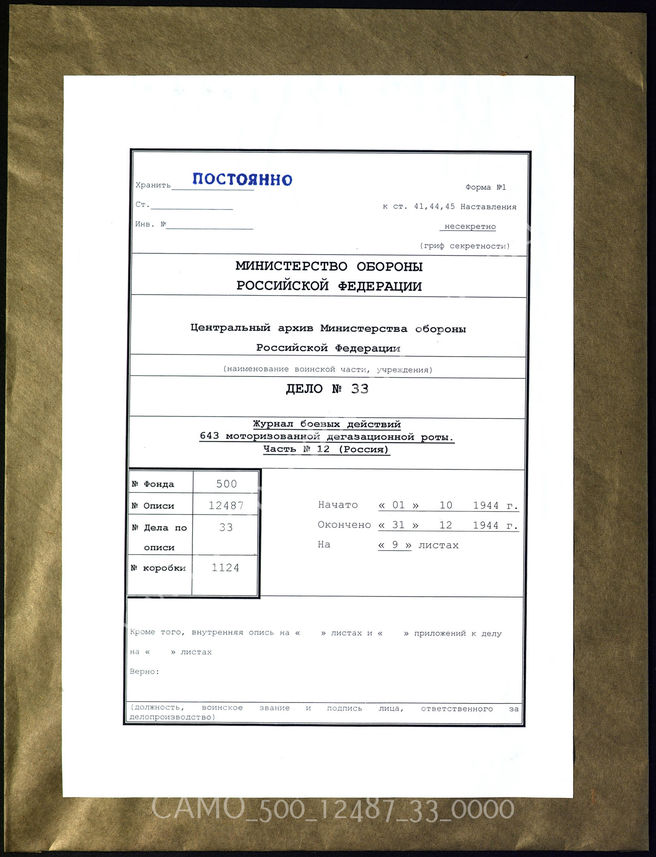 Хранить ПОСТОЯННО
Форма №1
Ст.
к ст. 41,44,45 Наставления
Инв. №
несекретно
(гриф секретности)
МИНИСТЕРСТВО ОБОРОНЫ
РОССИЙСКОЙ ФЕДЕРАЦИИ
Центральный архив Министерства обороны
Российской Федерации
(наименование воинской части, учреждения)
ДЕЛО № 33
Журнал боевых действий
643 моторизованной дегазационной роты.
Часть № 12 (Россия)
№ Фонда 500
№ Описи 12487
№ Дела по описи 33
№ коробки 1124
Начато « 01 » 10 1944 г.
Окончено « 31 » 12 1944 г.
На « 9 » листах
Кроме того, внутренняя опись на « » листах и « » приложений к делу
на « » листах
Верно:
(должность, воинское звание и подпись лица, ответственного за
делопроизводство)
CAMO_500_12487_33_0000